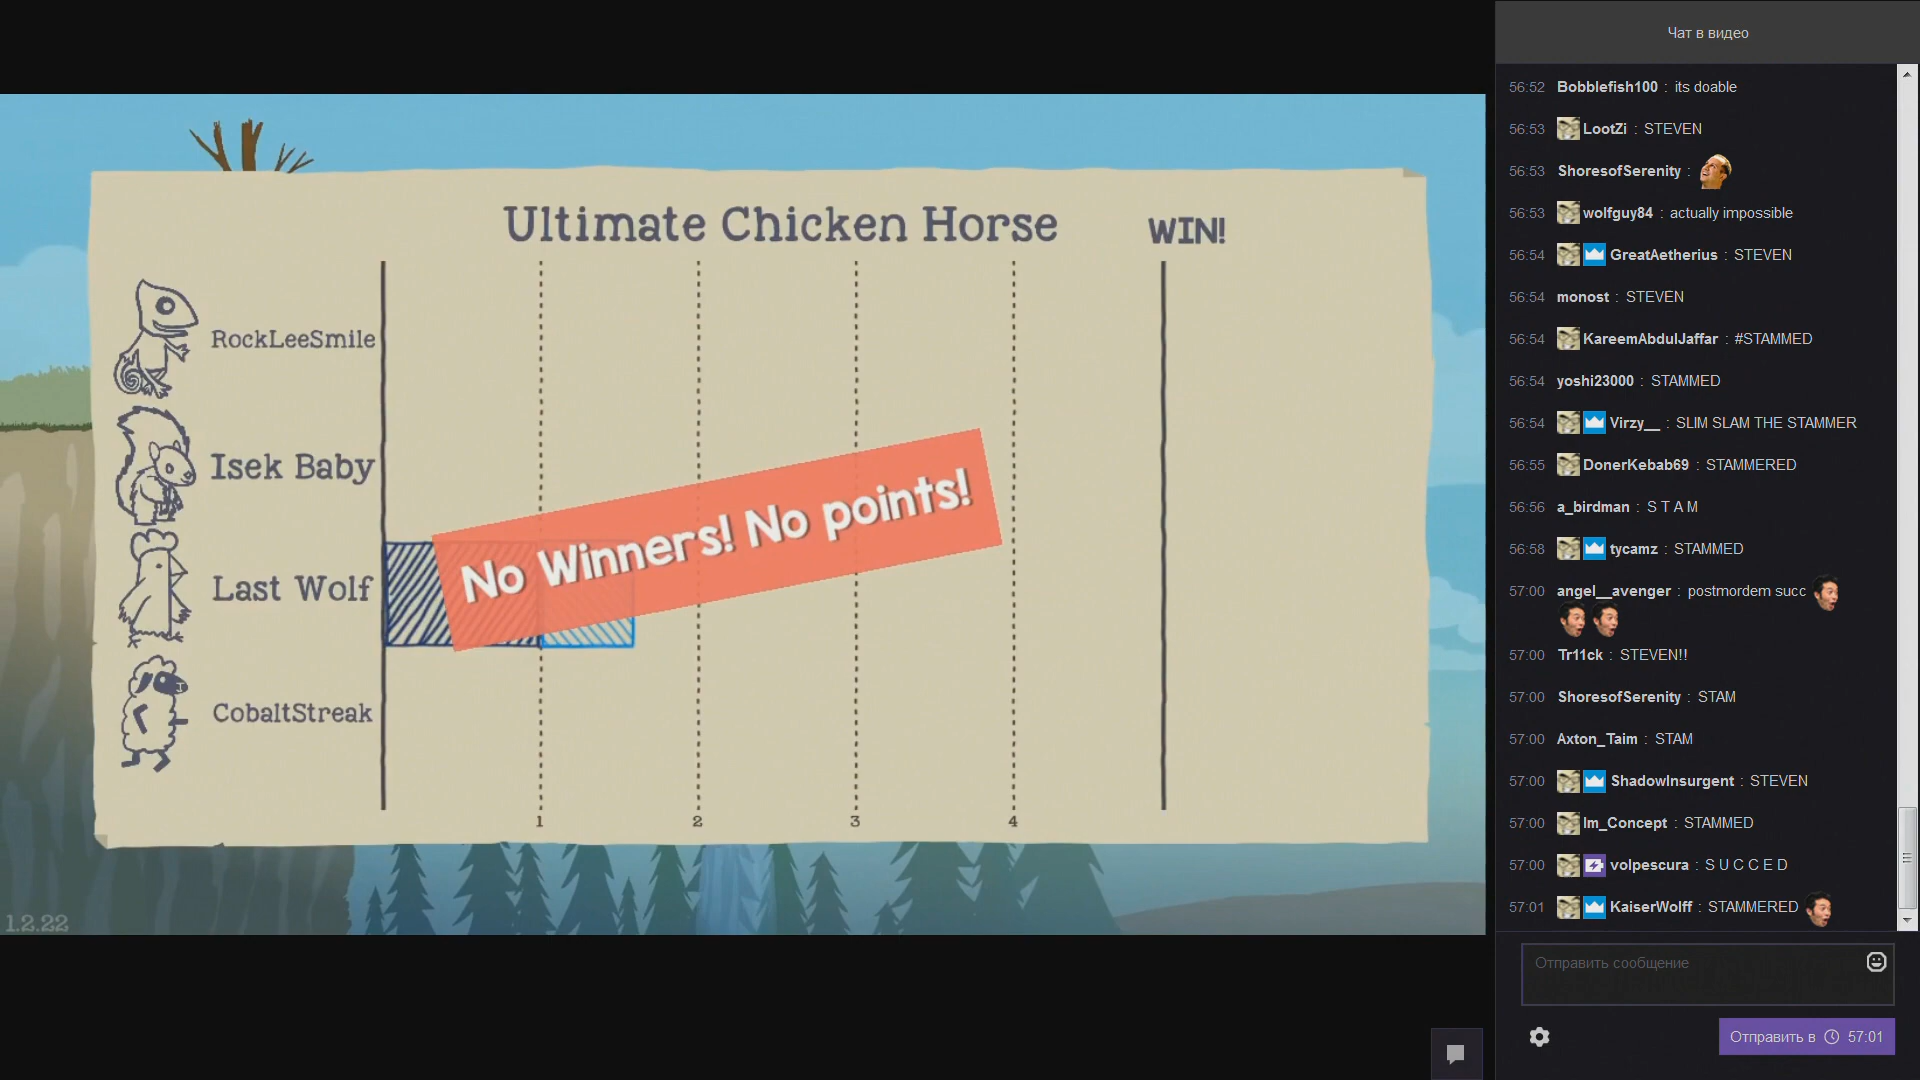 Ultimate Chicken Horse
WIN!
RockLeeSmile
Isek Baby
Last Wolf
CobaltStreak
No Winners! No points!
1 2 3 4
1.2.22
Чат в видео
56:52 Bobblefish100 : its doable
56:53 LootZi : STEVEN
56:53 ShoresofSerenity :
56:53 wolfguy84 : actually impossible
56:54 GreatAetherius : STEVEN
56:54 monost : STEVEN
56:54 KareemAbdulJaffar : #STAMMED
56:54 yoshi23000 : STAMMED
56:54 Virzy__ : SLIM SLAM THE STAMMER
56:55 DonerKebab69 : STAMMERED
56:56 a_birdman : S T A M
56:58 tycamz : STAMMED
57:00 angel__avenger : postmordem succ
57:00 Tr11ck : STEVEN!!
57:00 ShoresofSerenity : STAM
57:00 Axton_Taim : STAM
57:00 ShadowInsurgent : STEVEN
57:00 Im_Concept : STAMMED
57:00 volpescura : S U C C E D
57:01 KaiserWolff : STAMMERED
Отправить сообщение
Отправить в 57:01